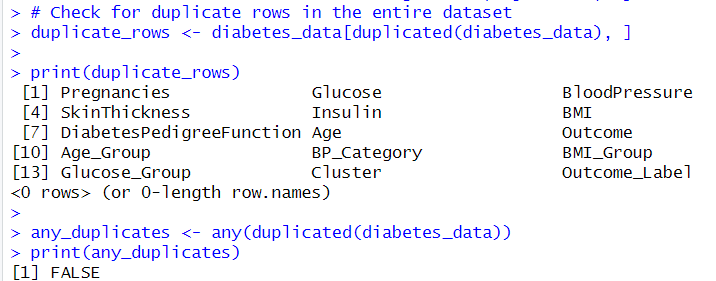 > # Check for duplicate rows in the entire dataset
> duplicate_rows <- diabetes_data[duplicated(diabetes_data), ]
>
> print(duplicate_rows)
 [1] Pregnancies              Glucose                  BloodPressure
 [4] SkinThickness            Insulin                  BMI
 [7] DiabetesPedigreeFunction Age                      Outcome
[10] Age_Group                BP_Category              BMI_Group
[13] Glucose_Group            Cluster                  Outcome_Label
<0 rows> (or 0-length row.names)
>
> any_duplicates <- any(duplicated(diabetes_data))
> print(any_duplicates)
[1] FALSE